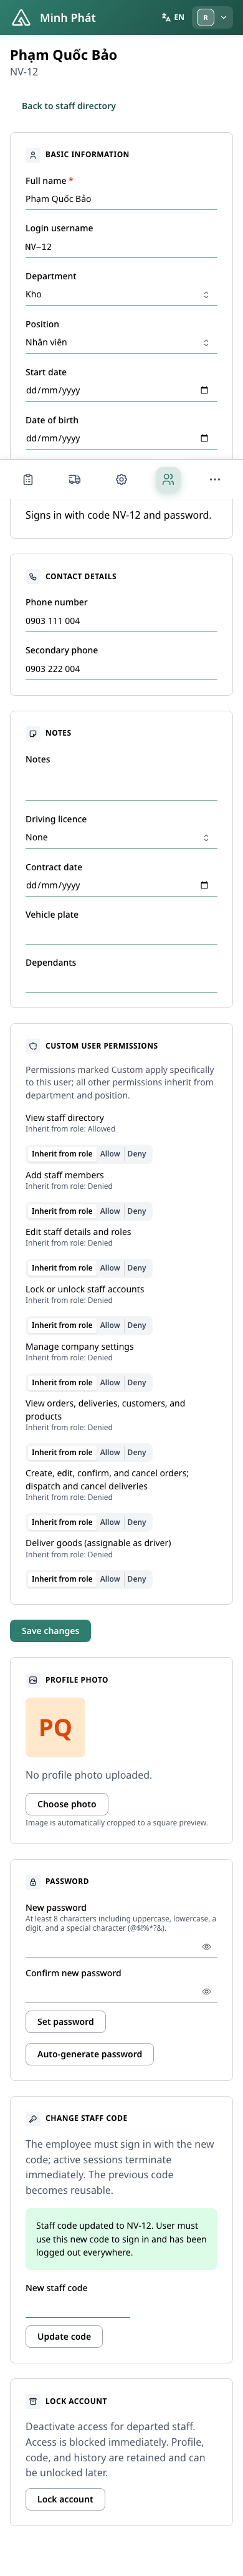 Minh Phát
EN
R
Phạm Quốc Bảo
NV-12
Back to staff directory
BASIC INFORMATION
Full name *
Phạm Quốc Bảo
Login username
NV-12
Department
Kho
Position
Nhân viên
Start date
dd/mm/yyyy
Date of birth
dd/mm/yyyy
Signs in with code NV-12 and password.
CONTACT DETAILS
Phone number
0903 111 004
Secondary phone
0903 222 004
NOTES
Notes
Driving licence
None
Contract date
dd/mm/yyyy
Vehicle plate
Dependants
CUSTOM USER PERMISSIONS
Permissions marked Custom apply specifically
to this user; all other permissions inherit from
department and position.
View staff directory
Inherit from role: Allowed
Inherit from role Allow Deny
Add staff members
Inherit from role: Denied
Inherit from role Allow Deny
Edit staff details and roles
Inherit from role: Denied
Inherit from role Allow Deny
Lock or unlock staff accounts
Inherit from role: Denied
Inherit from role Allow Deny
Manage company settings
Inherit from role: Denied
Inherit from role Allow Deny
View orders, deliveries, customers, and
products
Inherit from role: Denied
Inherit from role Allow Deny
Create, edit, confirm, and cancel orders;
dispatch and cancel deliveries
Inherit from role: Denied
Inherit from role Allow Deny
Deliver goods (assignable as driver)
Inherit from role: Denied
Inherit from role Allow Deny
Save changes
PROFILE PHOTO
PQ
No profile photo uploaded.
Choose photo
Image is automatically cropped to a square preview.
PASSWORD
New password
At least 8 characters including uppercase, lowercase, a
digit, and a special character (@$!%*?&).
Confirm new password
Set password
Auto-generate password
CHANGE STAFF CODE
The employee must sign in with the new
code; active sessions terminate
immediately. The previous code
becomes reusable.
Staff code updated to NV-12. User must
use this new code to sign in and has been
logged out everywhere.
New staff code
Update code
LOCK ACCOUNT
Deactivate access for departed staff.
Access is blocked immediately. Profile,
code, and history are retained and can
be unlocked later.
Lock account